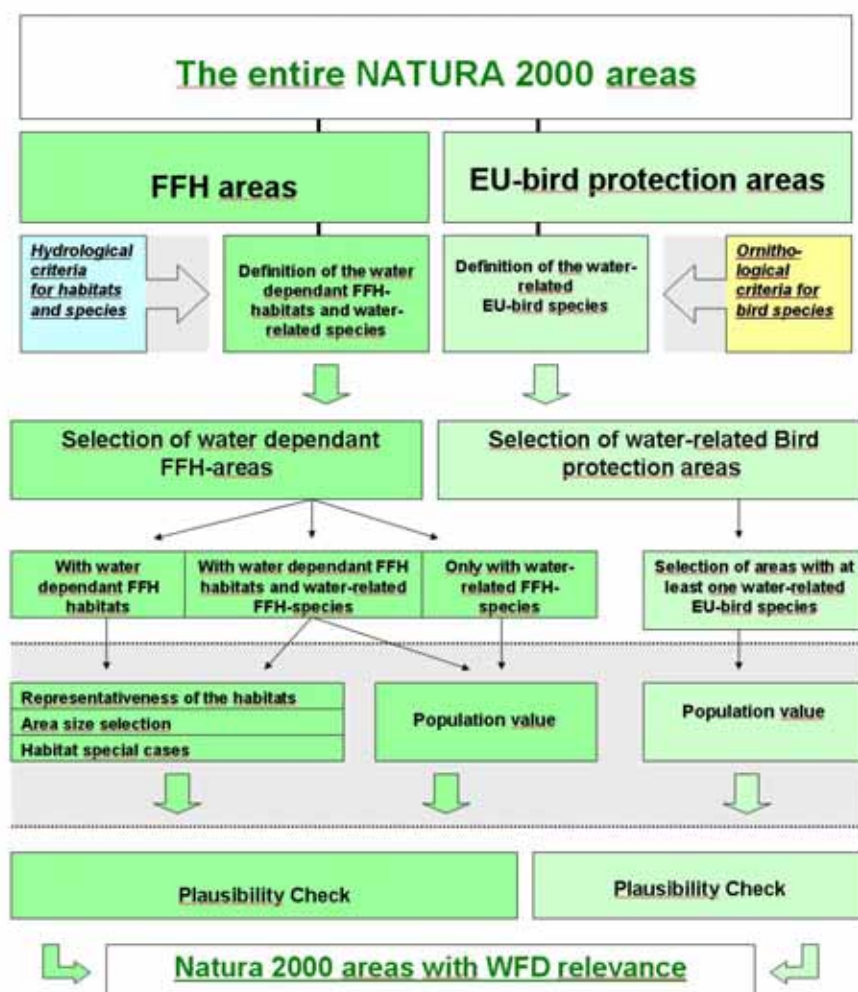 The entire NATURA 2000 areas
FFH areas
EU-bird protection areas
Hydrological
criteria
for habitats
and species
Definition of the water
dependant FFH-
habitats and water-
related species
Definition of the water-
related
EU-bird species
Ornitho-
logical
criteria for
bird species
Selection of water dependant
FFH-areas
Selection of water-related Bird
protection areas
With water
dependant FFH
habitats
With water dependant FFH
habitats and water-related
FFH-species
Only with water-
related FFH-
species
Selection of areas with at
least one water-related
EU-bird species
Representativeness of the habitats
Area size selection
Habitat special cases
Population value
Population value
Plausibility Check
Plausibility Check
Natura 2000 areas with WFD relevance